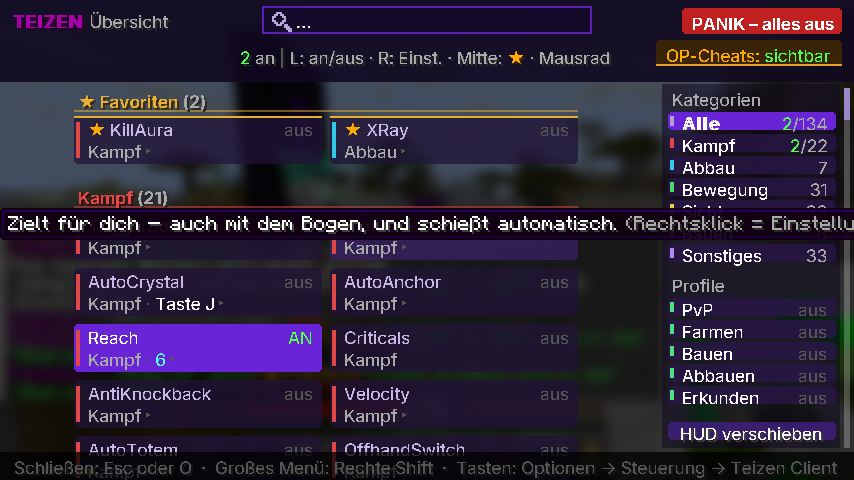 TEIZEN Übersicht
...
PANIK – alles aus
2 an | L: an/aus · R: Einst. · Mitte: ★ · Mausrad
OP-Cheats: sichtbar
★ Favoriten (2)
★ KillAura aus
Kampf
★ XRay aus
Abbau
Kampf (21)
Zielt für dich – auch mit dem Bogen, und schießt automatisch. (Rechtsklick = Einstellu
Kampf
Kampf
AutoCrystal aus
Kampf · Taste J
AutoAnchor aus
Kampf
Reach AN
Kampf · 6
Criticals aus
Kampf
AntiKnockback aus
Kampf
Velocity aus
Kampf
AutoTotem aus
OffhandSwitch aus
Kategorien
Alle 2/134
Kampf 2/22
Abbau 7
Bewegung 31
Sonstiges 33
Profile
PvP aus
Farmen aus
Bauen aus
Abbauen aus
Erkunden aus
HUD verschieben
Schließen: Esc oder O · Großes Menü: Rechte Shift · Tasten: Optionen → Steuerung → Teizen Client